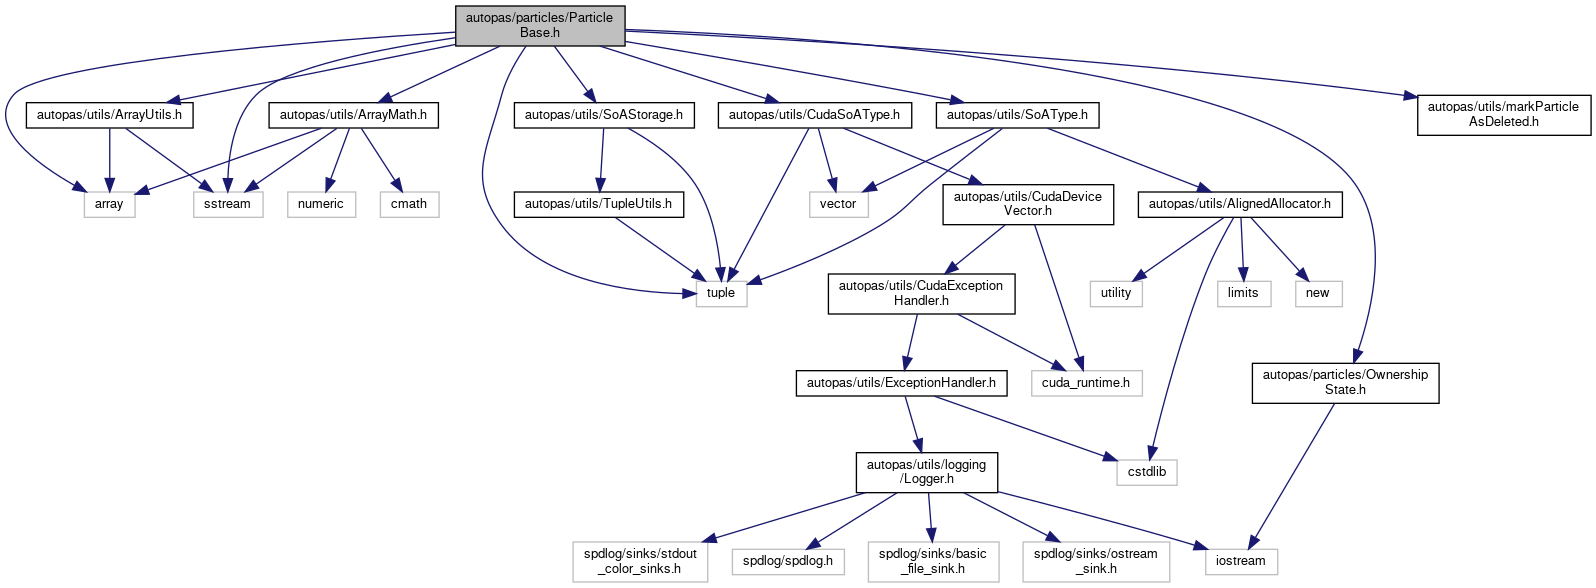 autopas/particles/Particle
Base.h
autopas/utils/ArrayUtils.h
autopas/utils/ArrayMath.h
autopas/utils/SoAStorage.h
autopas/utils/CudaSoAType.h
autopas/utils/SoAType.h
autopas/utils/markParticle
AsDeleted.h
array
sstream
numeric
cmath
autopas/utils/TupleUtils.h
vector
autopas/utils/CudaDevice
Vector.h
autopas/utils/AlignedAllocator.h
tuple
autopas/utils/CudaException
Handler.h
utility
limits
new
autopas/utils/ExceptionHandler.h
cuda_runtime.h
autopas/particles/Ownership
State.h
autopas/utils/logging
/Logger.h
cstdlib
spdlog/sinks/stdout
_color_sinks.h
spdlog/spdlog.h
spdlog/sinks/basic
_file_sink.h
spdlog/sinks/ostream
_sink.h
iostream